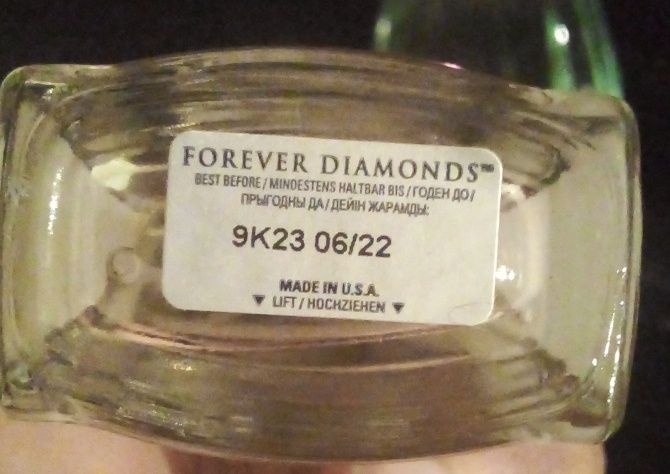 FOREVER DIAMONDS™
BEST BEFORE / MINDESTENS HALTBAR BIS / ГОДЕН ДО /
ПРЫГОДНЫ ДА / ДЕЙІН ЖАРАМДЫ:
9K23 06/22
MADE IN U.S.A.
▼ LIFT / HOCHZIEHEN ▼